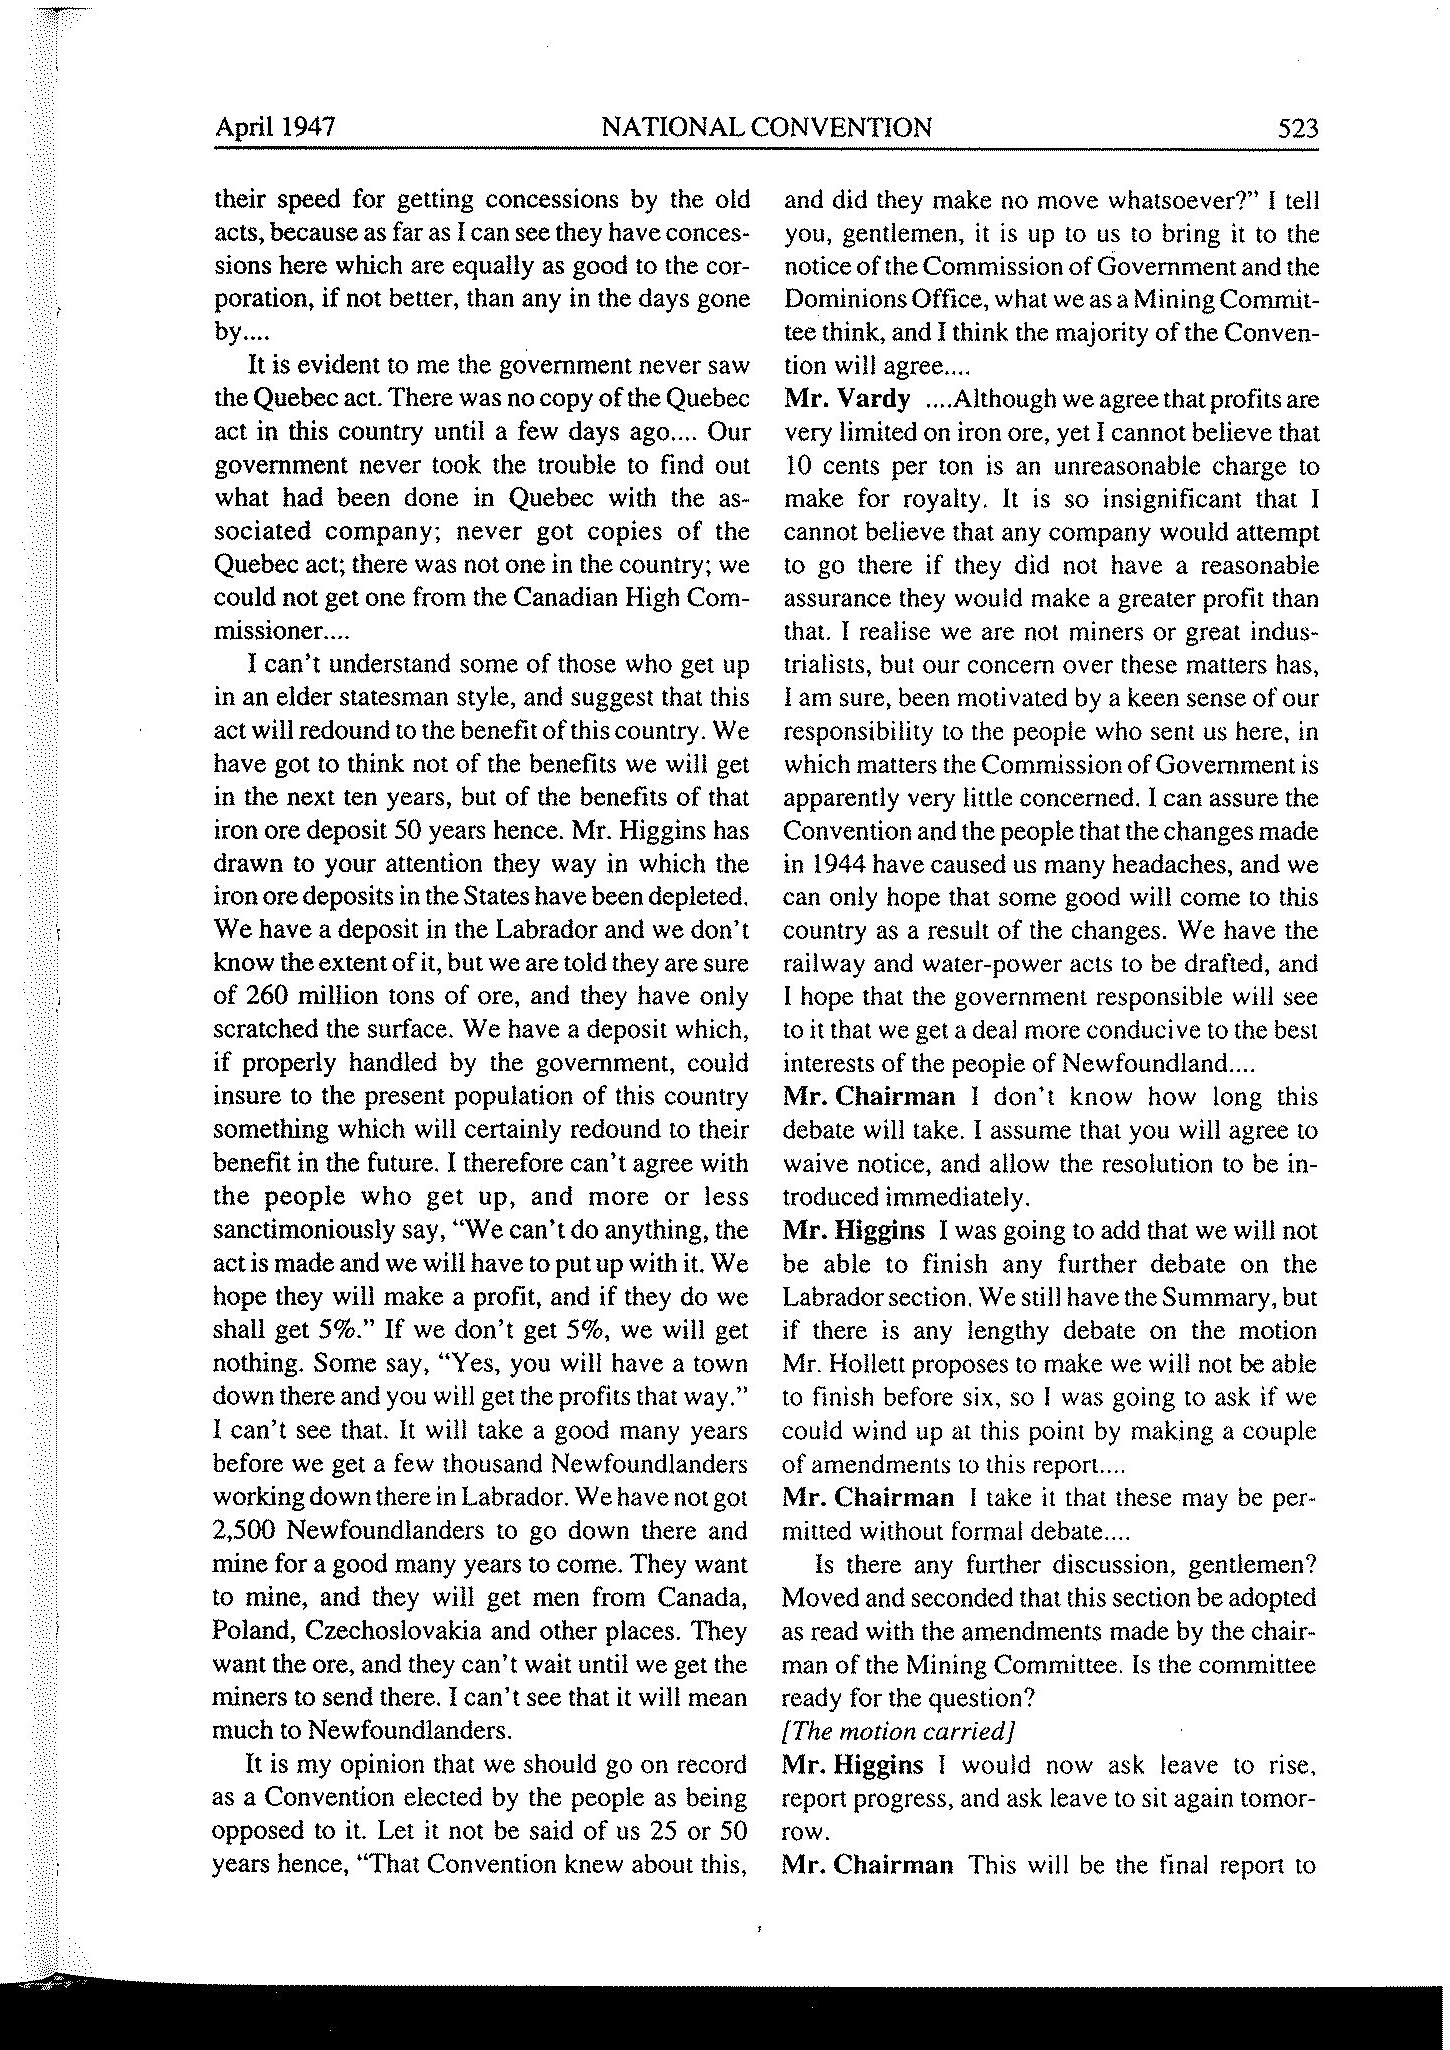 April 1947 NATIONAL CONVENTION 523
their speed for getting concessions by the old
acts, because as far as I can see they have conces-
sions here which are equally as good to the cor-
poration, if not better, than any in the days gone
by....
It is evident to me the government never saw
the Quebec act. There was no copy of the Quebec
act in this country until a few days ago.... Our
government never took the trouble to find out
what had been done in Quebec with the as-
sociated company; never got copies of the
Quebec act; there was not one in the country; we
could not get one from the Canadian High Com-
missioner....
I can't understand some of those who get up
in an elder statesman style, and suggest that this
act will redound to the benefit of this country. We
have got to think not of the benefits we will get
in the next ten years, but of the benefits of that
iron ore deposit 50 years hence. Mr. Higgins has
drawn to your attention they way in which the
iron ore deposits in the States have been depleted.
We have a deposit in the Labrador and we don't
know the extent of it, but we are told they are sure
of 260 million tons of ore, and they have only
scratched the surface. We have a deposit which,
if properly handled by the government, could
insure to the present population of this country
something which will certainly redound to their
benefit in the future. I therefore can't agree with
the people who get up, and more or less
sanctimoniously say, "We can't do anything, the
act is made and we will have to put up with it. We
hope they will make a profit, and if they do we
shall get 5%." If we don't get 5%, we will get
nothing. Some say, "Yes, you will have a town
down there and you will get the profits that way."
I can't see that. It will take a good many years
before we get a few thousand Newfoundlanders
working down there in Labrador. We have not got
2,500 Newfoundlanders to go down there and
mine for a good many years to come. They want
to mine, and they will get men from Canada,
Poland, Czechoslovakia and other places. They
want the ore, and they can't wait until we get the
miners to send there. I can't see that it will mean
much to Newfoundlanders.
It is my opinion that we should go on record
as a Convention elected by the people as being
opposed to it. Let it not be said of us 25 or 50
years hence, "That Convention knew about this,
and did they make no move whatsoever?" I tell
you, gentlemen, it is up to us to bring it to the
notice of the Commission of Government and the
Dominions Office, what we as a Mining Commit-
tee think, and I think the majority of the Conven-
tion will agree....
Mr. Vardy ....Although we agree that profits are
very limited on iron ore, yet I cannot believe that
10 cents per ton is an unreasonable charge to
make for royalty. It is so insignificant that I
cannot believe that any company would attempt
to go there if they did not have a reasonable
assurance they would make a greater profit than
that. I realise we are not miners or great indus-
trialists, but our concern over these matters has,
I am sure, been motivated by a keen sense of our
responsibility to the people who sent us here, in
which matters the Commission of Government is
apparently very little concerned. I can assure the
Convention and the people that the changes made
in 1944 have caused us many headaches, and we
can only hope that some good will come to this
country as a result of the changes. We have the
railway and water-power acts to be drafted, and
I hope that the government responsible will see
to it that we get a deal more conducive to the best
interests of the people of Newfoundland....
Mr. Chairman I don't know how long this
debate will take. I assume that you will agree to
waive notice, and allow the resolution to be in-
troduced immediately.
Mr. Higgins I was going to add that we will not
be able to finish any further debate on the
Labrador section. We still have the Summary, but
if there is any lengthy debate on the motion
Mr. Hollett proposes to make we will not be able
to finish before six, so I was going to ask if we
could wind up at this point by making a couple
of amendments to this report....
Mr. Chairman I take it that these may be per-
mitted without formal debate....
Is there any further discussion, gentlemen?
Moved and seconded that this section be adopted
as read with the amendments made by the chair-
man of the Mining Committee. Is the committee
ready for the question?
[The motion carried]
Mr. Higgins I would now ask leave to rise,
report progress, and ask leave to sit again tomor-
row.
Mr. Chairman This will be the final report to